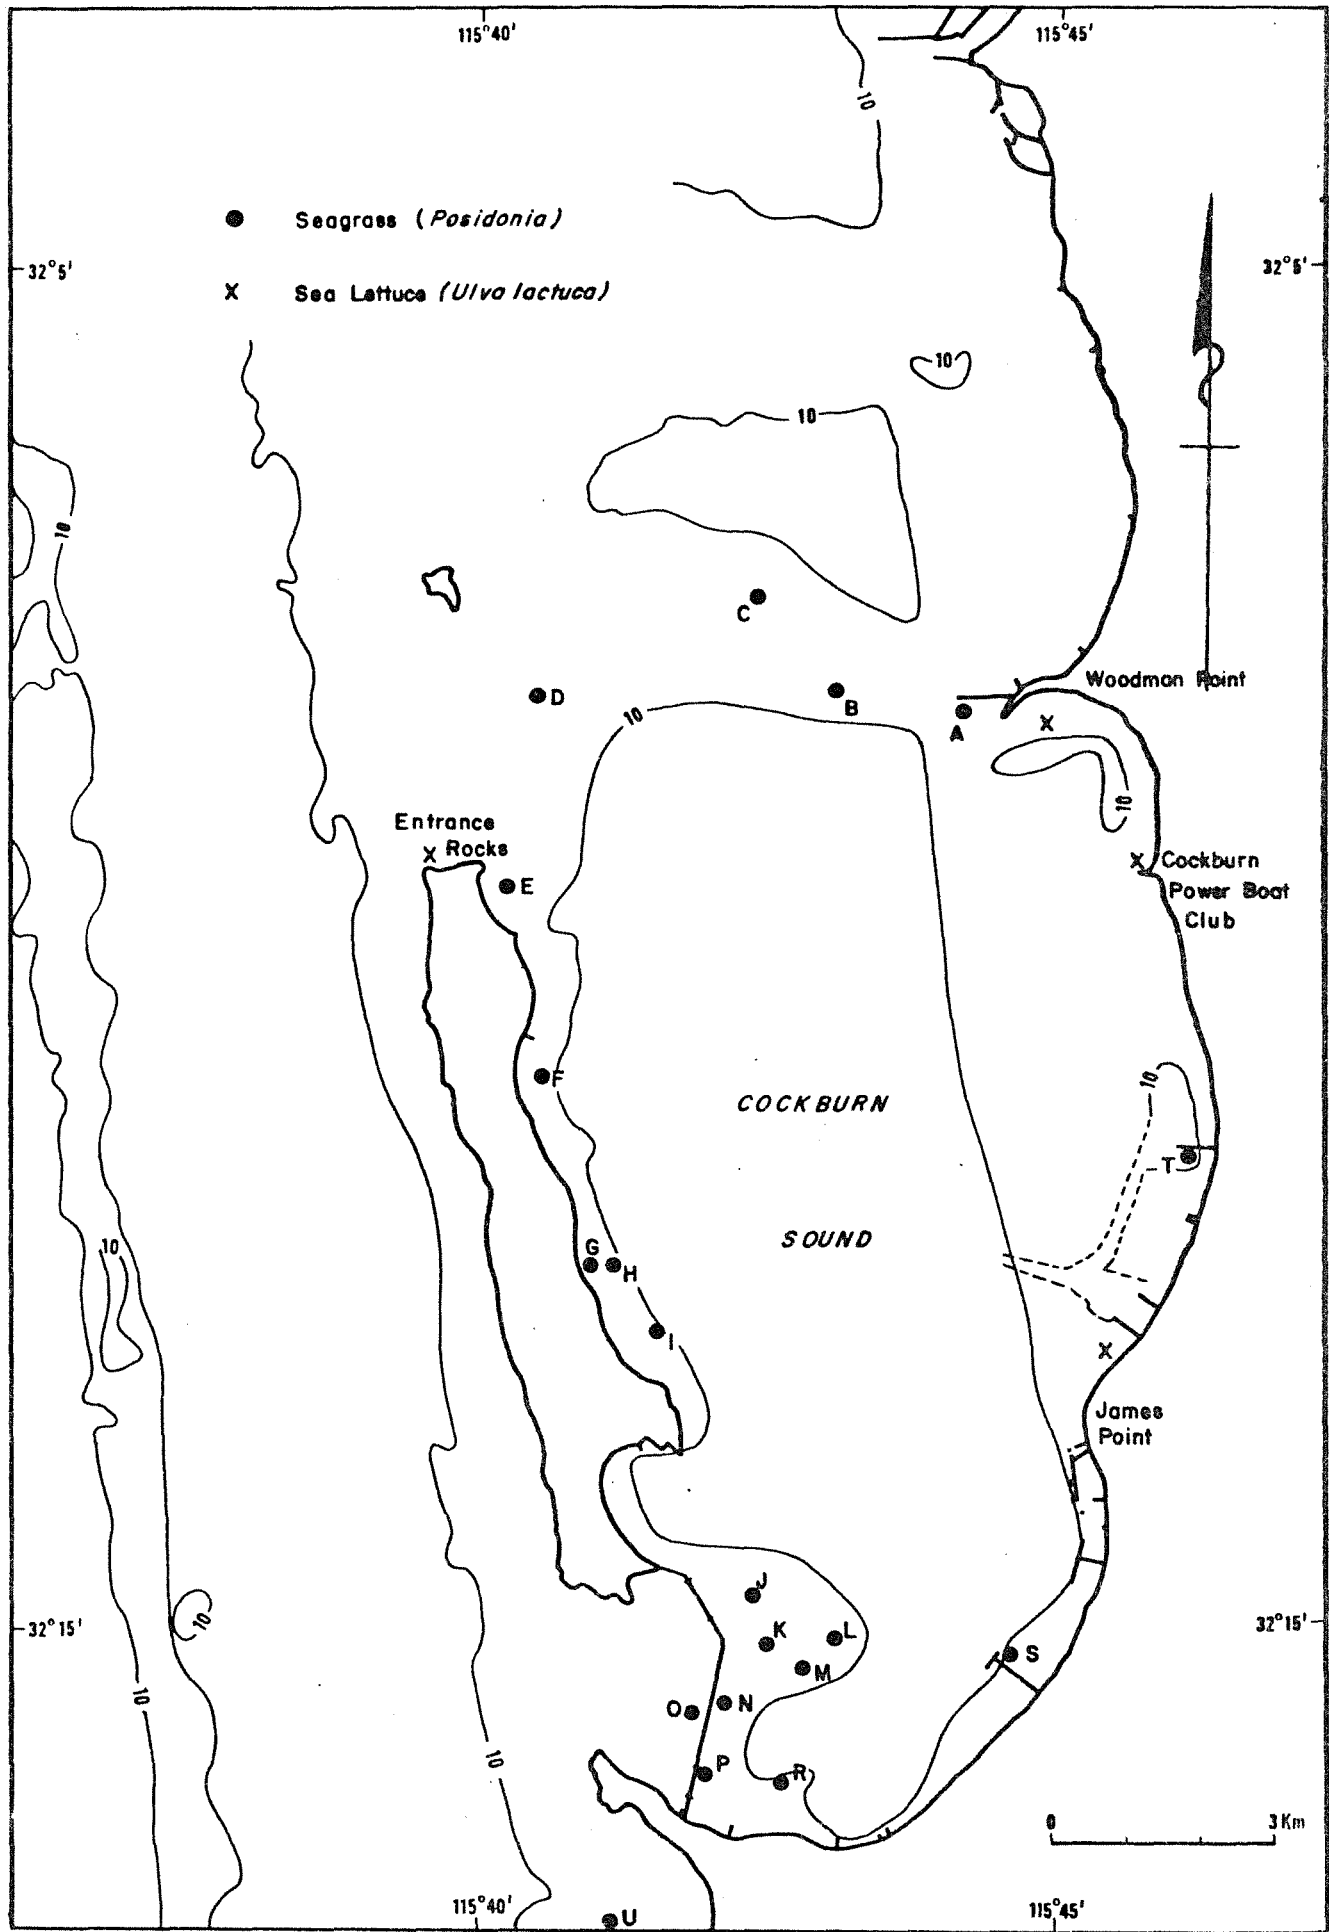 115°40'
115°45'
10
Seagrass (Posidonia)
32°5'
32°5'
X Sea Lettuce (Ulva lactuca)
10
10
10
C
Woodman Point
D
B
10
A
X
10
Entrance
X Rocks
X Cockburn
Power Boat
Club
E
F
10
COCKBURN
T
SOUND
G
H
10
I
X
James
Point
J
K
L
32°15'
10
32°15'
M
S
10
O
N
10
P
R
0 3 Km
115°40'
115°45'
U